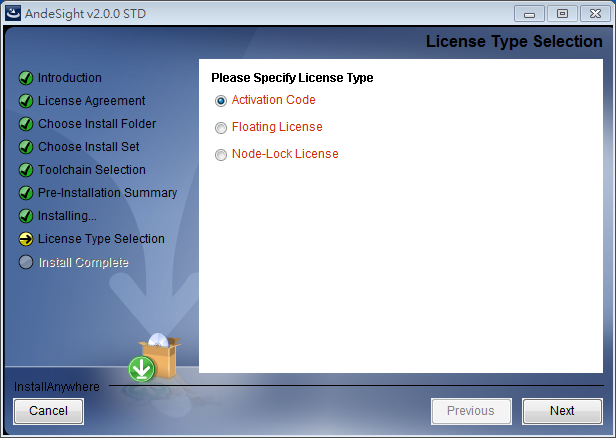 AndeSight v2.0.0 STD
License Type Selection
Introduction
License Agreement
Choose Install Folder
Choose Install Set
Toolchain Selection
Pre-Installation Summary
Installing...
License Type Selection
Install Complete
Please Specify License Type
Activation Code
Floating License
Node-Lock License
InstallAnywhere
Cancel
Previous
Next